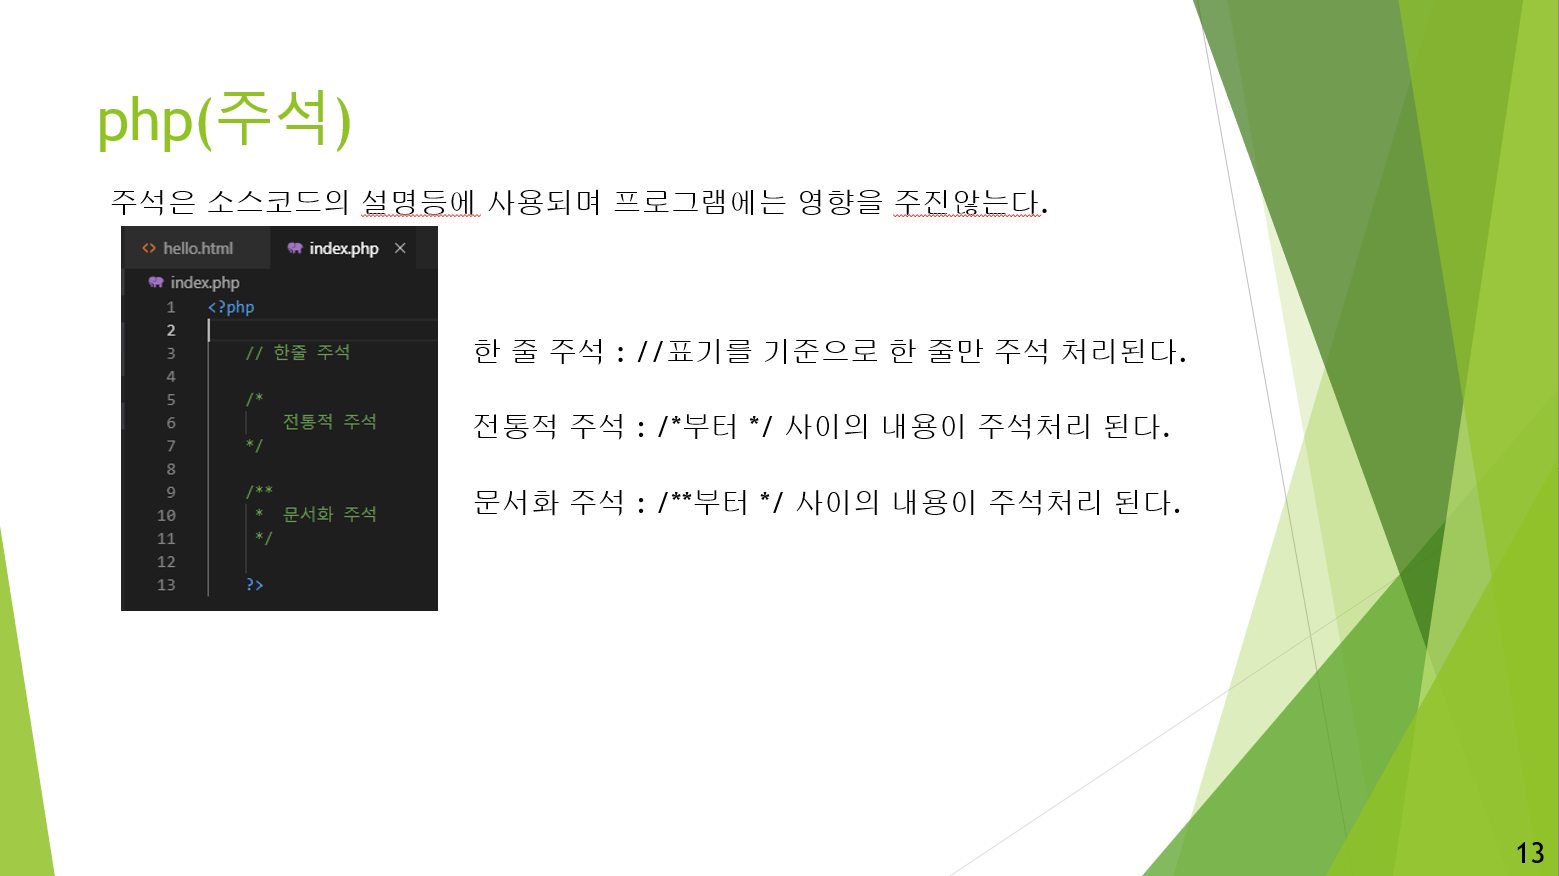 php(주석)
주석은 소스코드의 설명등에 사용되며 프로그램에는 영향을 주진않는다.
hello.html index.php
index.php
1 <?php
2
3 // 한줄 주석
4
5 /*
6 전통적 주석
7 */
8
9 /**
10 * 문서화 주석
11 */
12
13 ?>
한 줄 주석 : //표기를 기준으로 한 줄만 주석 처리된다.
전통적 주석 : /*부터 */ 사이의 내용이 주석처리 된다.
문서화 주석 : /**부터 */ 사이의 내용이 주석처리 된다.
13